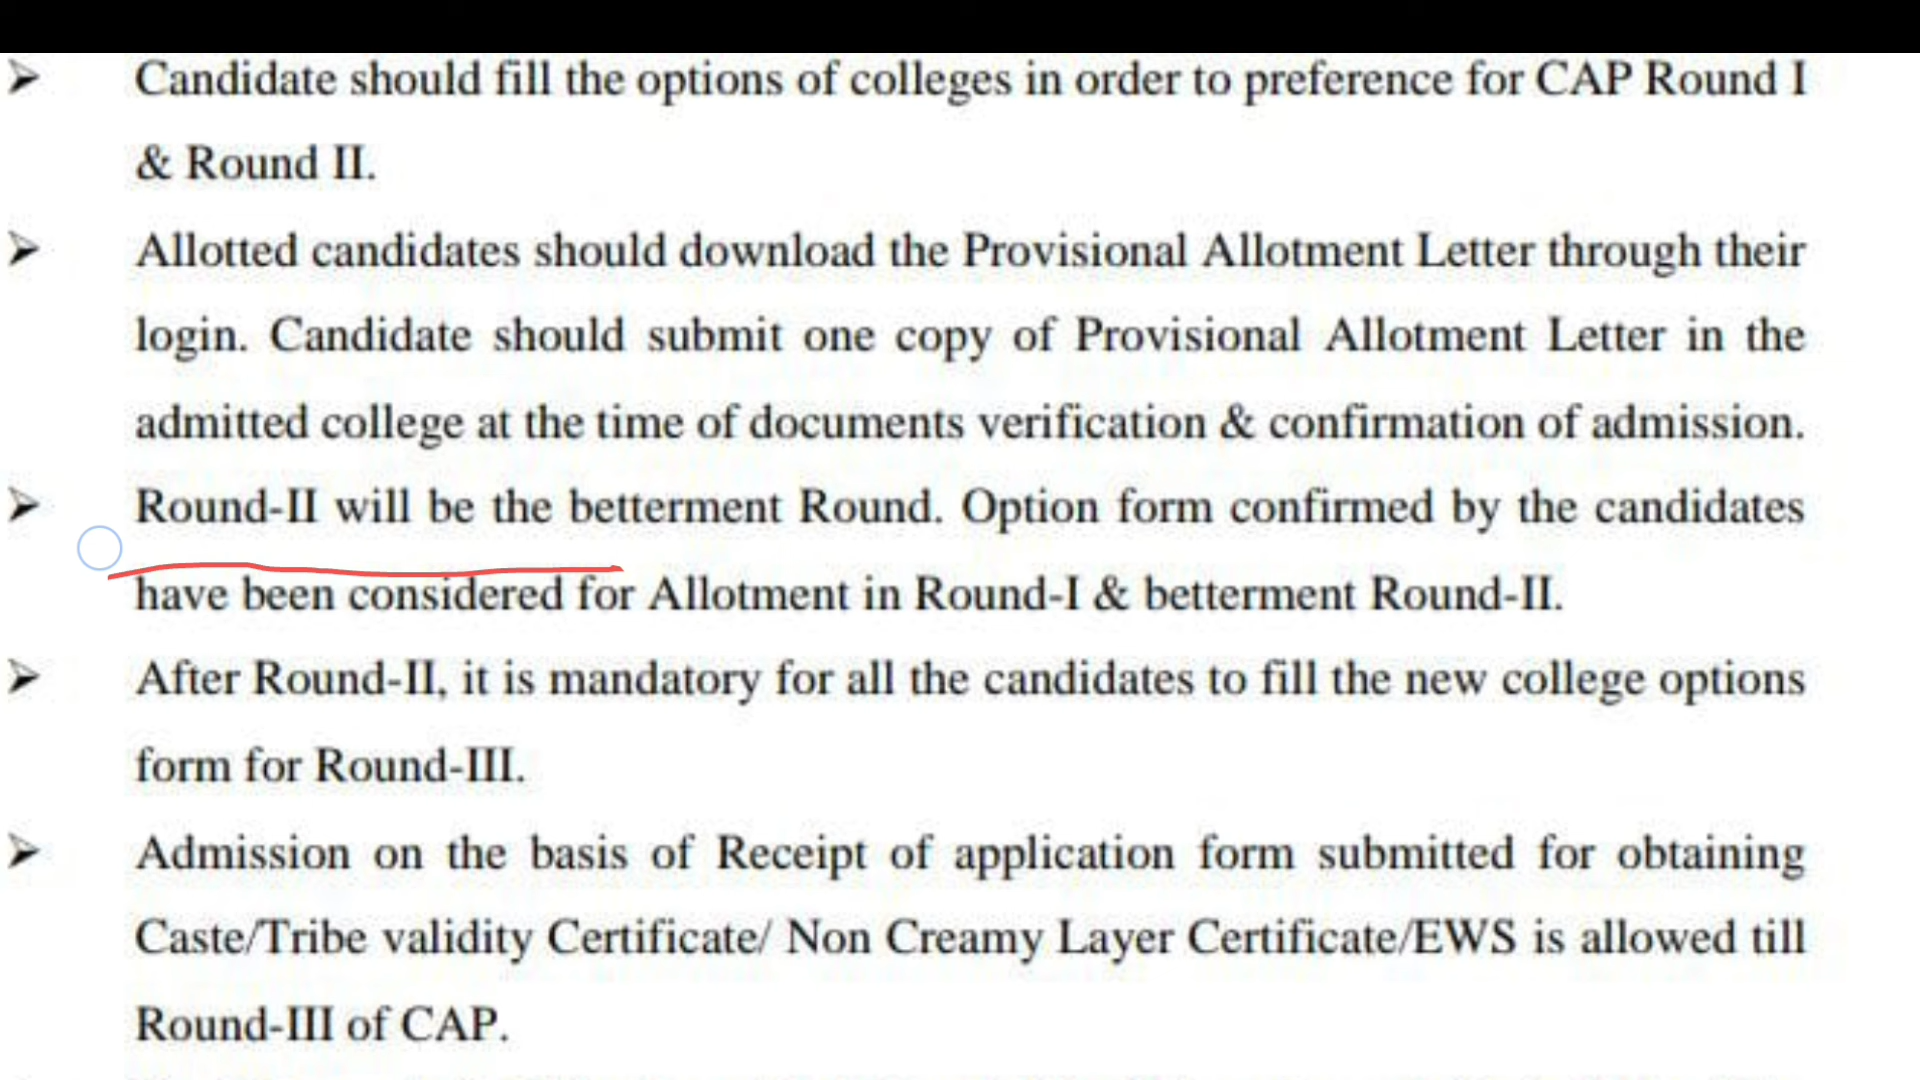 ➤ Candidate should fill the options of colleges in order to preference for CAP Round I
& Round II.
➤ Allotted candidates should download the Provisional Allotment Letter through their
login. Candidate should submit one copy of Provisional Allotment Letter in the
admitted college at the time of documents verification & confirmation of admission.
➤ Round-II will be the betterment Round. Option form confirmed by the candidates
have been considered for Allotment in Round-I & betterment Round-II.
➤ After Round-II, it is mandatory for all the candidates to fill the new college options
form for Round-III.
➤ Admission on the basis of Receipt of application form submitted for obtaining
Caste/Tribe validity Certificate/ Non Creamy Layer Certificate/EWS is allowed till
Round-III of CAP.